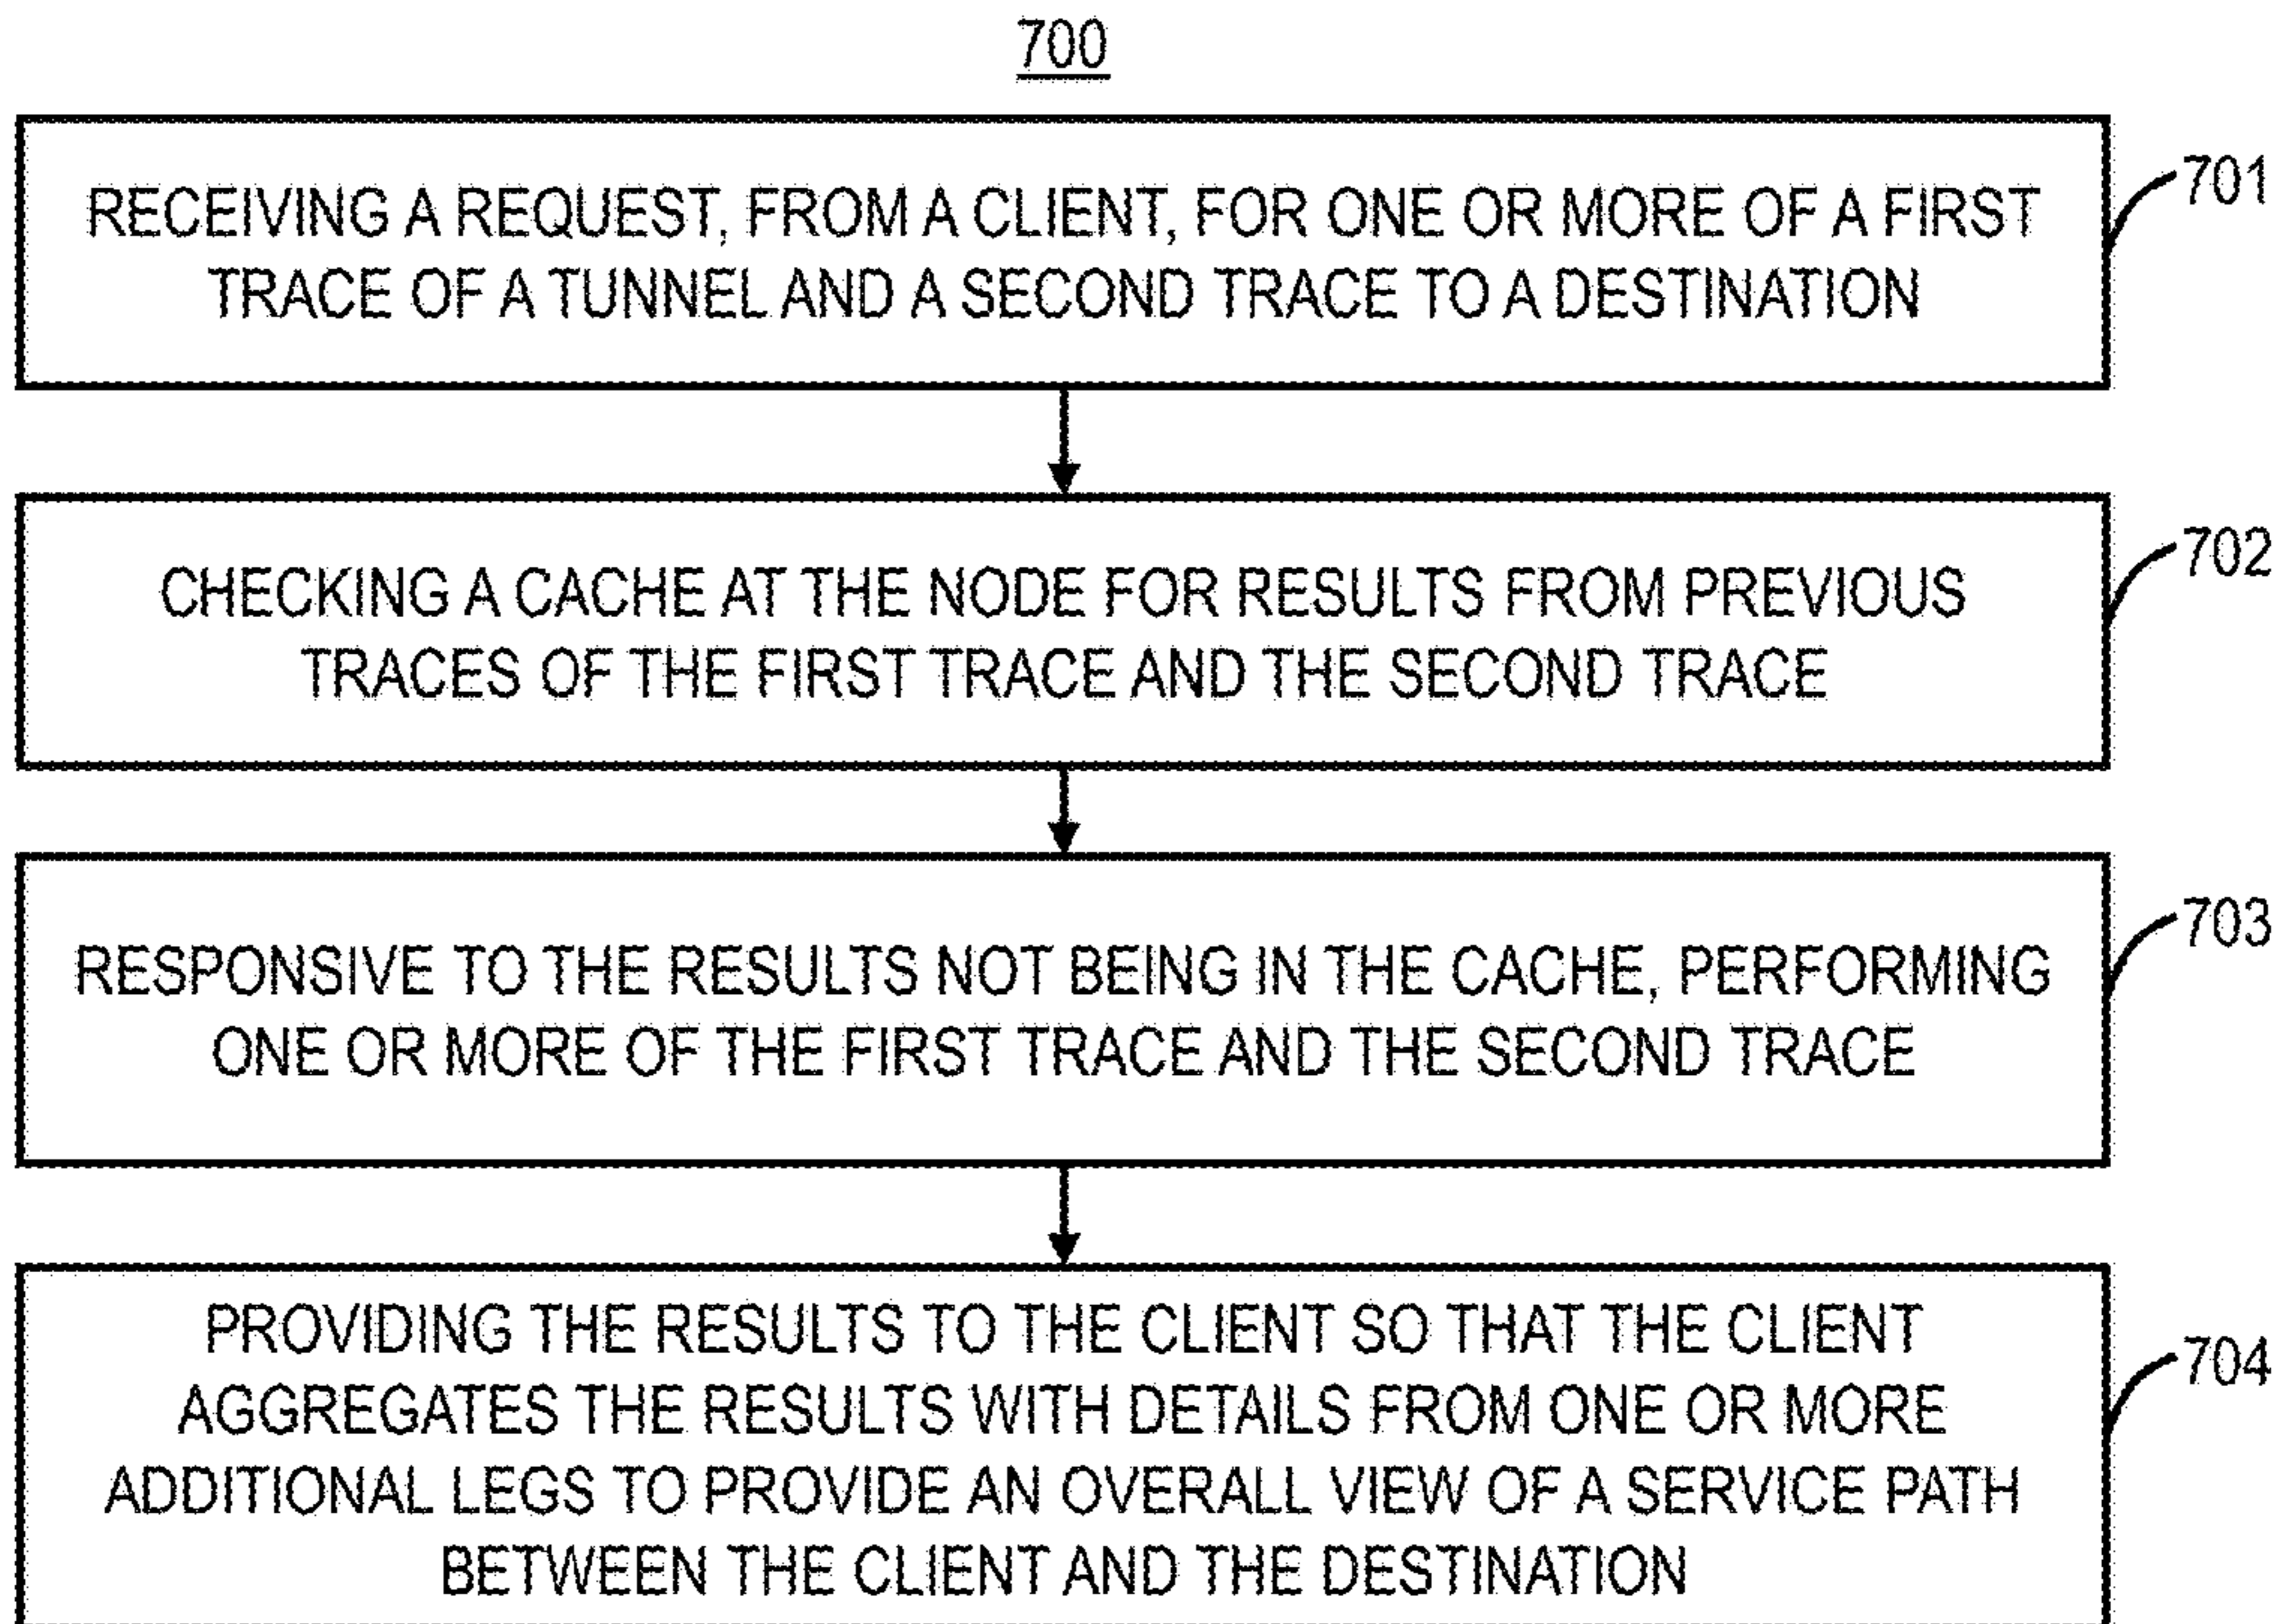 700
RECEIVING A REQUEST, FROM A CLIENT, FOR ONE OR MORE OF A FIRST
TRACE OF A TUNNEL AND A SECOND TRACE TO A DESTINATION
701
CHECKING A CACHE AT THE NODE FOR RESULTS FROM PREVIOUS
TRACES OF THE FIRST TRACE AND THE SECOND TRACE
702
RESPONSIVE TO THE RESULTS NOT BEING IN THE CACHE, PERFORMING
ONE OR MORE OF THE FIRST TRACE AND THE SECOND TRACE
703
PROVIDING THE RESULTS TO THE CLIENT SO THAT THE CLIENT
AGGREGATES THE RESULTS WITH DETAILS FROM ONE OR MORE
ADDITIONAL LEGS TO PROVIDE AN OVERALL VIEW OF A SERVICE PATH
BETWEEN THE CLIENT AND THE DESTINATION
704